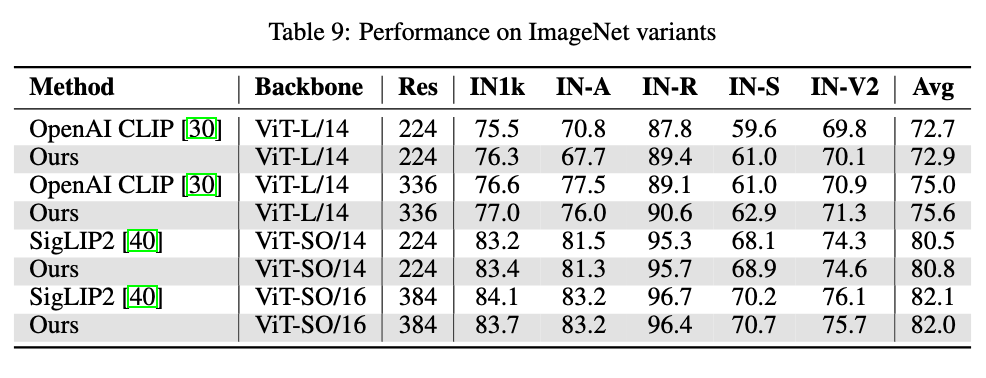 Table 9: Performance on ImageNet variants
Method Backbone Res IN1k IN-A IN-R IN-S IN-V2 Avg
OpenAI CLIP [30] ViT-L/14 224 75.5 70.8 87.8 59.6 69.8 72.7
Ours ViT-L/14 224 76.3 67.7 89.4 61.0 70.1 72.9
OpenAI CLIP [30] ViT-L/14 336 76.6 77.5 89.1 61.0 70.9 75.0
Ours ViT-L/14 336 77.0 76.0 90.6 62.9 71.3 75.6
SigLIP2 [40] ViT-SO/14 224 83.2 81.5 95.3 68.1 74.3 80.5
Ours ViT-SO/14 224 83.4 81.3 95.7 68.9 74.6 80.8
SigLIP2 [40] ViT-SO/16 384 84.1 83.2 96.7 70.2 76.1 82.1
Ours ViT-SO/16 384 83.7 83.2 96.4 70.7 75.7 82.0